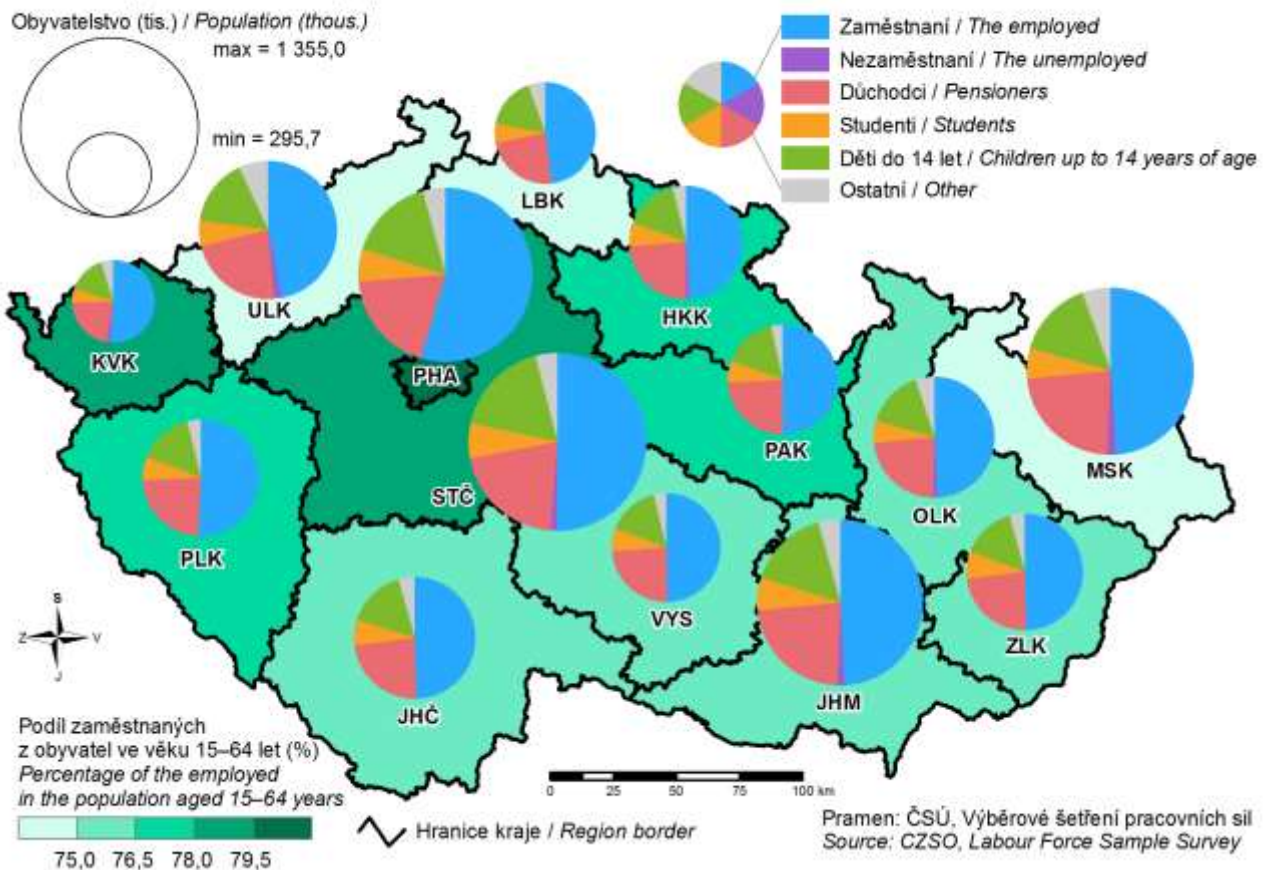 Obyvatelstvo (tis.) / Population (thous.)
max = 1 355,0
min = 295,7
Zaměstnaní / The employed
Nezaměstnaní / The unemployed
Důchodci / Pensioners
Studenti / Students
Děti do 14 let / Children up to 14 years of age
Ostatní / Other
LBK
ULK
HKK
KVK
PHA
PAK
MSK
STČ
OLK
PLK
VYS
ZLK
JHČ
JHM
S
Z V
J
Podíl zaměstnaných
z obyvatel ve věku 15–64 let (%)
Percentage of the employed
in the population aged 15–64 years
75,0 76,5 78,0 79,5
Hranice kraje / Region border
0 25 50 75 100 km
Pramen: ČSÚ, Výběrové šetření pracovních sil
Source: CZSO, Labour Force Sample Survey